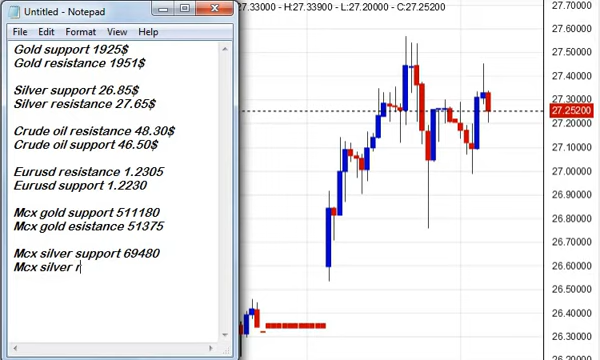 Untitled - Notepad
File Edit Format View Help
Gold support 1925$
Gold resistance 1951$
Silver support 26.85$
Silver resistance 27.65$
Crude oil resistance 48.30$
Crude oil support 46.50$
Eurusd resistance 1.2305
Eurusd support 1.2230
Mcx gold support 511180
Mcx gold esistance 51375
Mcx silver support 69480
Mcx silver r
27.33000 - H:27.33900 - L:27.20000 - C:27.25200
27.70000
27.60000
27.50000
27.40000
27.30000
27.25200
27.20000
27.10000
27.00000
26.90000
26.80000
26.70000
26.60000
26.50000
26.40000
26.30000
26.20000